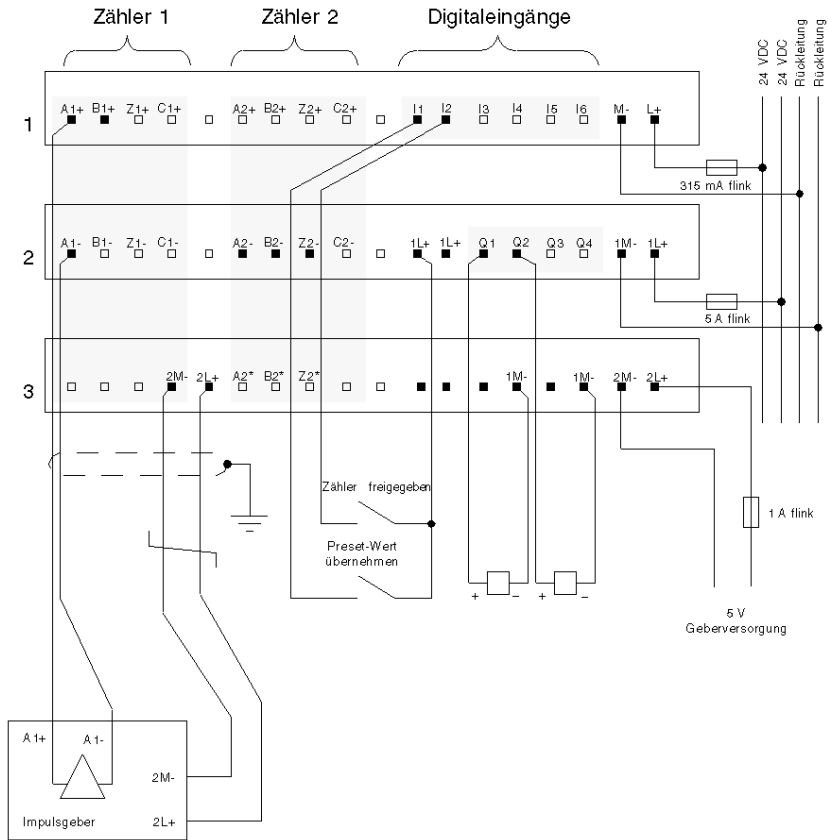 Zähler 1 Zähler 2 Digitaleingänge
24 VDC
24 VDC
Rückleitung
Rückleitung
1
A1+ B1+ Z1+ C1+ A2+ B2+ Z2+ C2+ I1 I2 I3 I4 I5 I6 M- L+
315 mA flink
2
A1- B1- Z1- C1- A2- B2- Z2- C2- 1L+ 1L+ Q1 Q2 Q3 Q4 1M- 1L+
5 A flink
3
2M- 2L+ A2* B2* Z2* 1M- 1M- 2M- 2L+
Zähler freigegeben
1 A flink
Preset-Wert
übernehmen
+ − + −
5 V
Geberversorgung
A1+ A1-
2M-
Impulsgeber 2L+